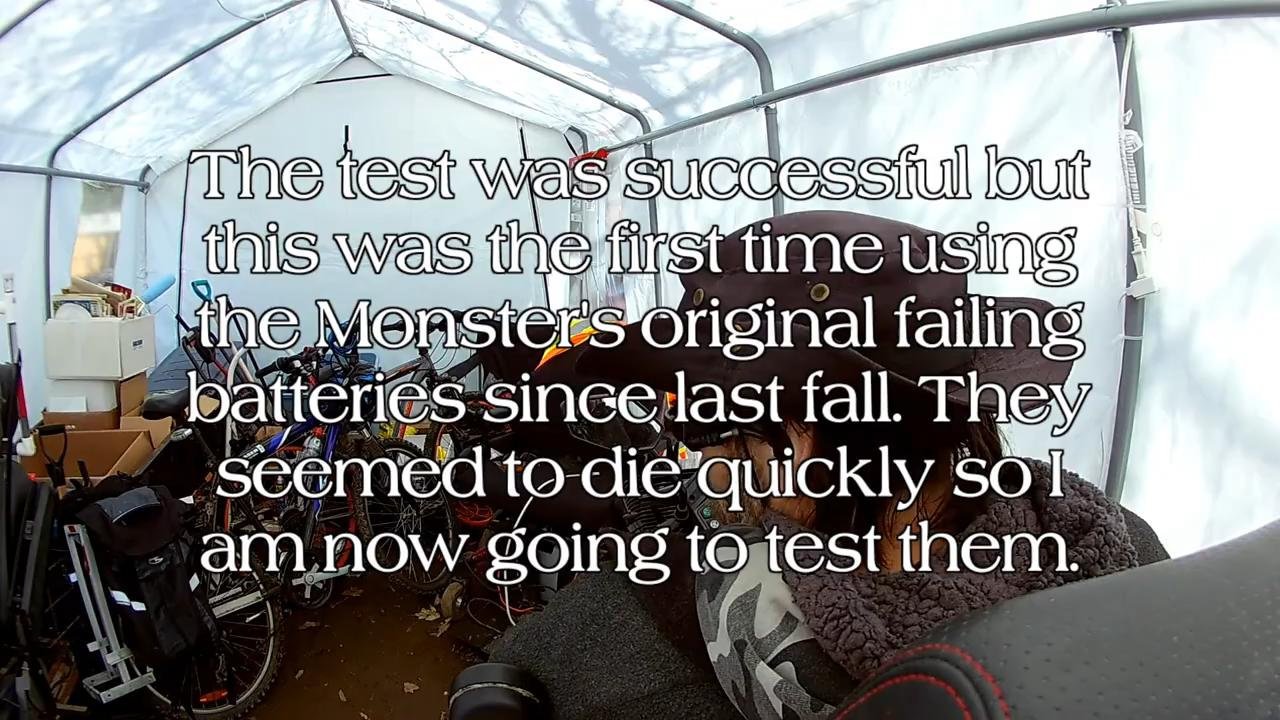 The test was successful but
this was the first time using
the Monster's original failing
batteries since last fall. They
seemed to die quickly so I
am now going to test them.